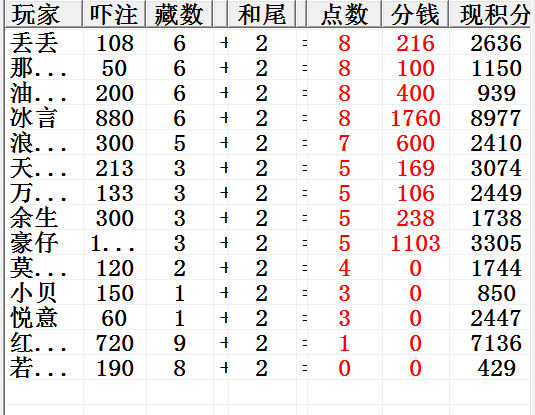 玩家 吓注 藏数 和尾 点数 分钱 现积分
丢丢 108 6 + 2 = 8 216 2636
那... 50 6 + 2 = 8 100 1150
油... 200 6 + 2 = 8 400 939
冰言 880 6 + 2 = 8 1760 8977
浪... 300 5 + 2 = 7 600 2410
天... 213 3 + 2 = 5 169 3074
万... 133 3 + 2 = 5 106 2449
余生 300 3 + 2 = 5 238 1738
豪仔 1... 3 + 2 = 5 1103 3305
莫... 120 2 + 2 = 4 0 1744
小贝 150 1 + 2 = 3 0 850
悦意 60 1 + 2 = 3 0 2447
红... 720 9 + 2 = 1 0 7136
若... 190 8 + 2 = 0 0 429